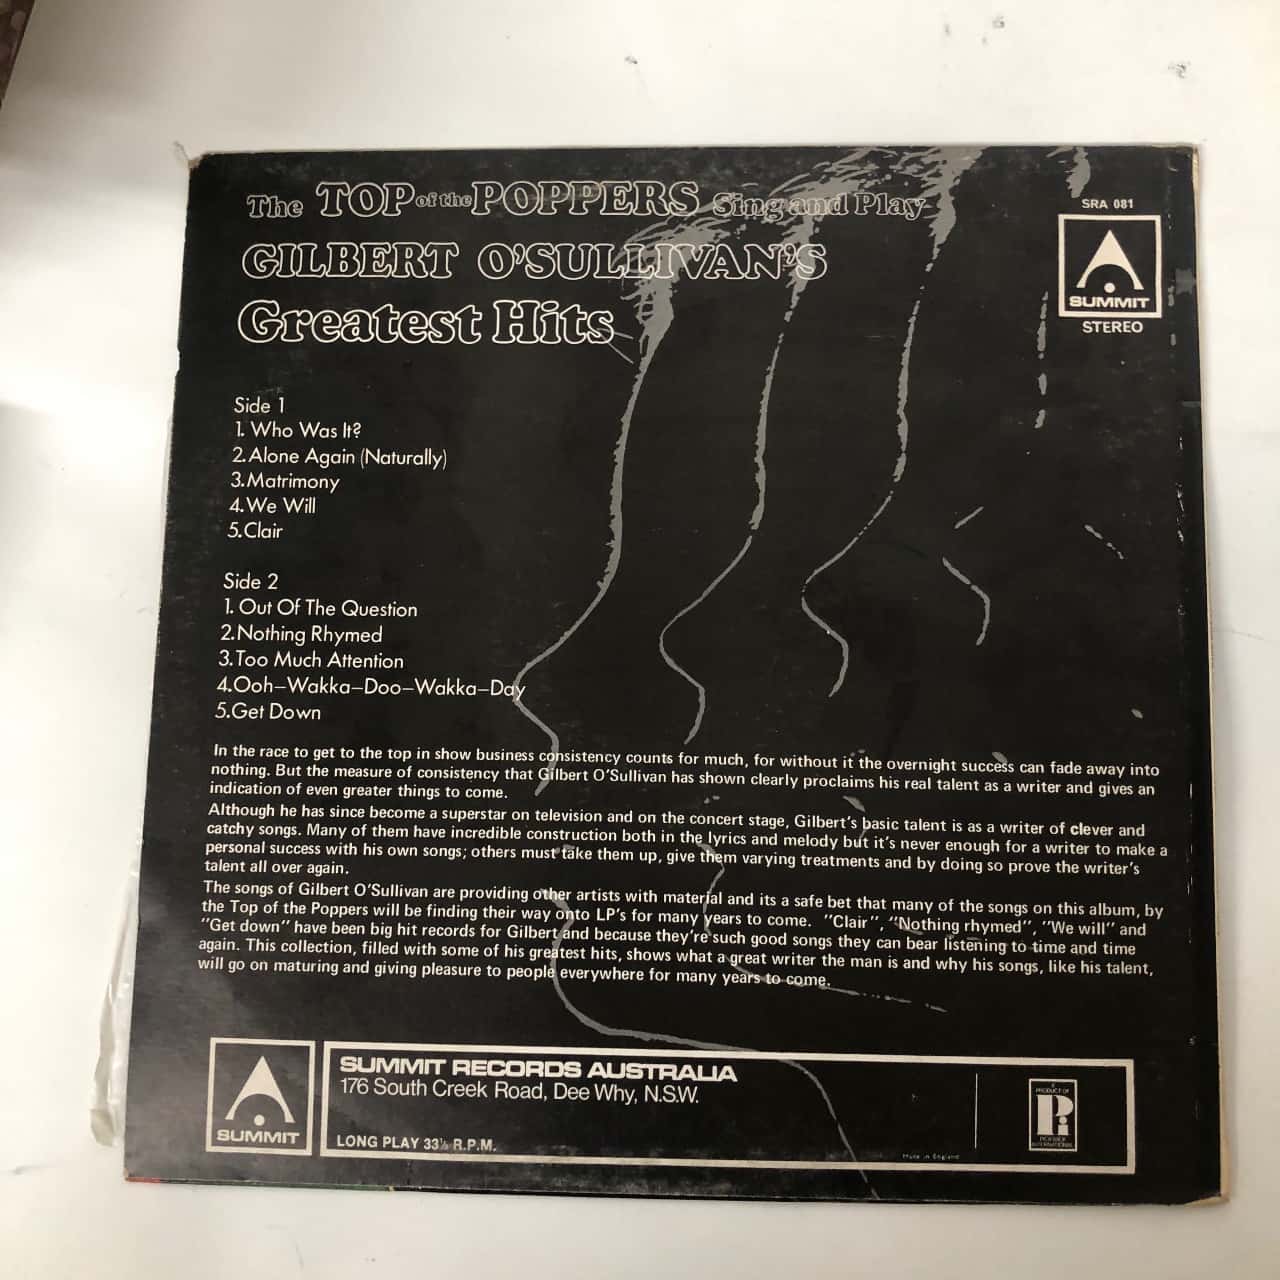 The TOP of the POPPERS Sing and Play
GILBERT O'SULLIVAN'S
Greatest Hits
SRA 081
SUMMIT
STEREO
Side 1
1. Who Was It?
2. Alone Again (Naturally)
3. Matrimony
4. We Will
5. Clair
Side 2
1. Out Of The Question
2. Nothing Rhymed
3. Too Much Attention
4. Ooh-Wakka-Doo-Wakka-Day
5. Get Down
In the race to get to the top in show business consistency counts for much, for without it the overnight success can fade away into
nothing. But the measure of consistency that Gilbert O'Sullivan has shown clearly proclaims his real talent as a writer and gives an
indication of even greater things to come.
Although he has since become a superstar on television and on the concert stage, Gilbert's basic talent is as a writer of clever and
catchy songs. Many of them have incredible construction both in the lyrics and melody but it's never enough for a writer to make a
personal success with his own songs; others must take them up, give them varying treatments and by doing so prove the writer's
talent all over again.
The songs of Gilbert O'Sullivan are providing other artists with material and its a safe bet that many of the songs on this album, by
the Top of the Poppers will be finding their way onto LP's for many years to come. "Clair", "Nothing rhymed", "We will" and
"Get down" have been big hit records for Gilbert and because they're such good songs they can bear listening to time and time
again. This collection, filled with some of his greatest hits, shows what a great writer the man is and why his songs, like his talent,
will go on maturing and giving pleasure to people everywhere for many years to come.
SUMMIT
SUMMIT RECORDS AUSTRALIA
176 South Creek Road, Dee Why, N.S.W.
LONG PLAY 33⅓ R.P.M.
Made in England
A
PRODUCT OF
Pi
PICKWICK
INTERNATIONAL